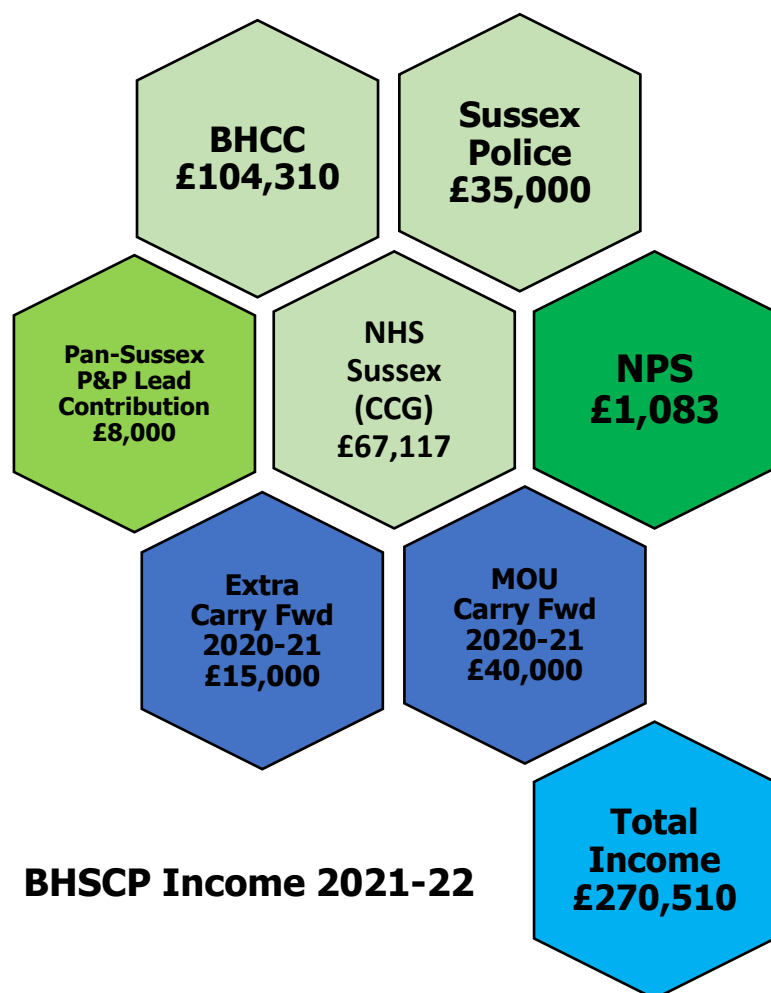 BHCC
£104,310
Sussex
Police
£35,000
Pan-Sussex
P&P Lead
Contribution
£8,000
NHS
Sussex
(CCG)
£67,117
NPS
£1,083
Extra
Carry Fwd
2020-21
£15,000
MOU
Carry Fwd
2020-21
£40,000
Total
Income
£270,510
BHSCP Income 2021-22